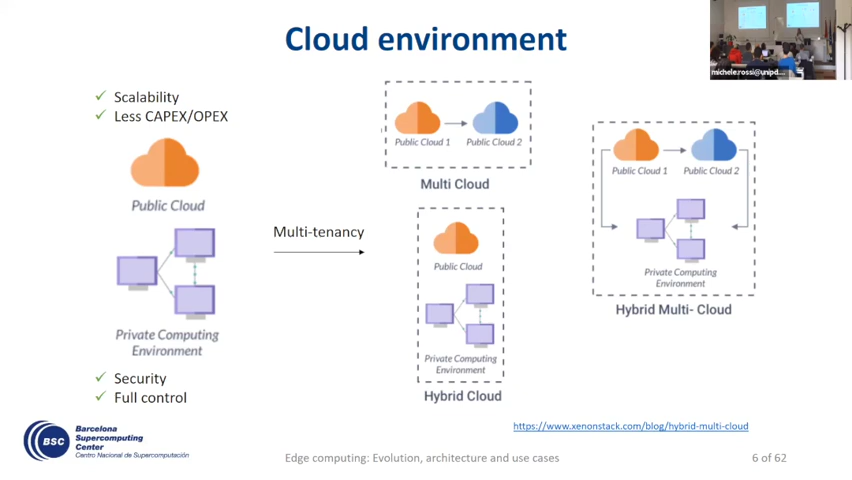 Cloud environment
michele.rossi@unipd...
Scalability
Less CAPEX/OPEX
Public Cloud
Private Computing
Environment
Security
Full control
Multi-tenancy
Public Cloud 1
Public Cloud 2
Multi Cloud
Public Cloud
Private Computing
Environment
Hybrid Cloud
Public Cloud 1
Public Cloud 2
Private Computing
Environment
Hybrid Multi- Cloud
https://www.xenonstack.com/blog/hybrid-multi-cloud
BSC
Barcelona
Supercomputing
Center
Centro Nacional de Supercomputación
Edge computing: Evolution, architecture and use cases
6 of 62